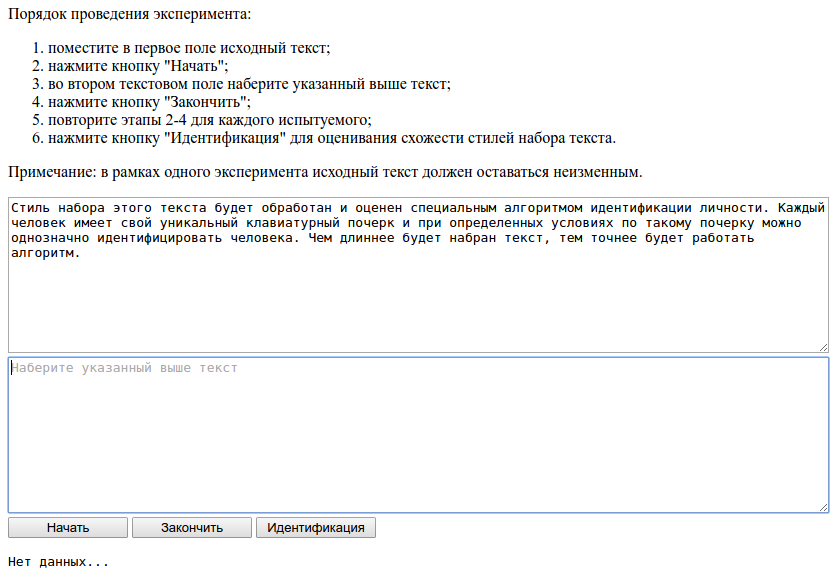 Порядок проведения эксперимента:
1. поместите в первое поле исходный текст;
2. нажмите кнопку "Начать";
3. во втором текстовом поле наберите указанный выше текст;
4. нажмите кнопку "Закончить";
5. повторите этапы 2-4 для каждого испытуемого;
6. нажмите кнопку "Идентификация" для оценивания схожести стилей набора текста.
Примечание: в рамках одного эксперимента исходный текст должен оставаться неизменным.
Стиль набора этого текста будет обработан и оценен специальным алгоритмом идентификации личности. Каждый
человек имеет свой уникальный клавиатурный почерк и при определенных условиях по такому почерку можно
однозначно идентифицировать человека. Чем длиннее будет набран текст, тем точнее будет работать
алгоритм.
Наберите указанный выше текст
Начать Закончить Идентификация
Нет данных...